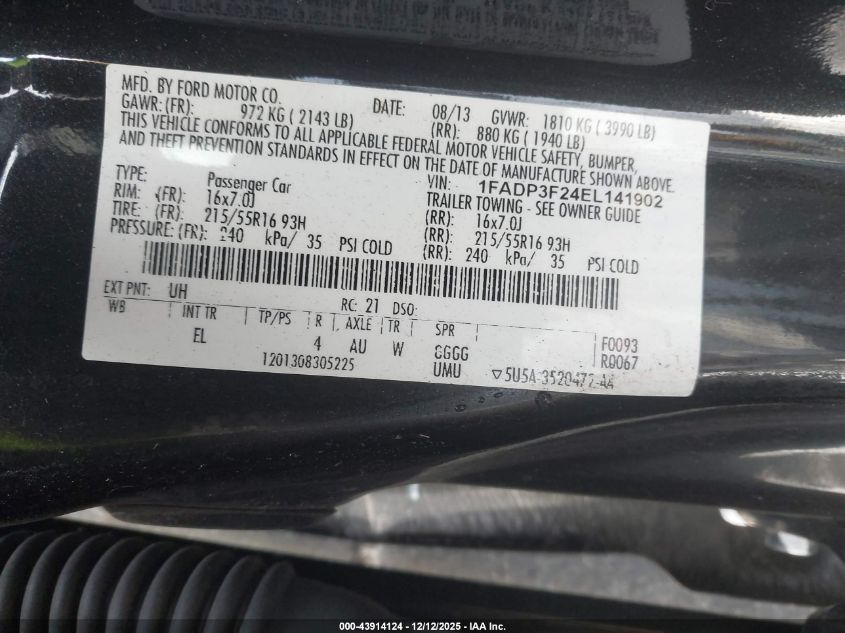 MFD. BY FORD MOTOR CO. DATE: 08/13 GVWR: 1810 KG ( 3990 LB)
GAWR: (FR): 972 KG ( 2143 LB) (RR): 880 KG ( 1940 LB)
THIS VEHICLE CONFORMS TO ALL APPLICABLE FEDERAL MOTOR VEHICLE SAFETY, BUMPER,
AND THEFT PREVENTION STANDARDS IN EFFECT ON THE DATE OF MANUFACTURE SHOWN ABOVE.
TYPE: Passenger Car VIN: 1FADP3F24EL141902
TRAILER TOWING - SEE OWNER GUIDE
RIM: (FR): 16x7.0J (RR): 16x7.0J
TIRE: (FR): 215/55R16 93H (RR): 215/55R16 93H
PRESSURE: (FR): 240 kPa/ 35 PSI COLD (RR): 240 kPa/ 35 PSI COLD
EXT PNT: UH RC: 21 DSO:
WB INT TR TP/PS R AXLE TR SPR F0093
EL 4 AU W GGGG R0067
1201308305225 UMU ▽5U5A-3520472-AA
000-43914124 - 12/12/2025 - IAA Inc.